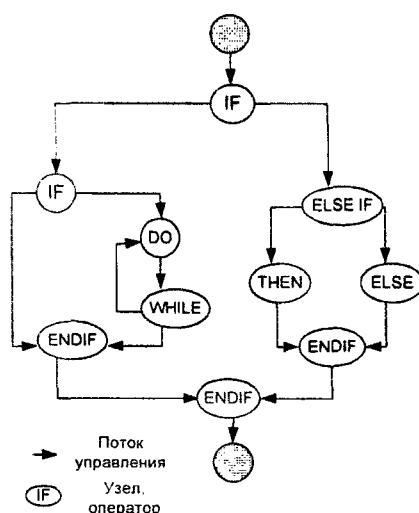 IF
IF
ELSE IF
DO
THEN
ELSE
WHILE
ENDIF
ENDIF
ENDIF
Поток
управления
IF
Узел,
оператор